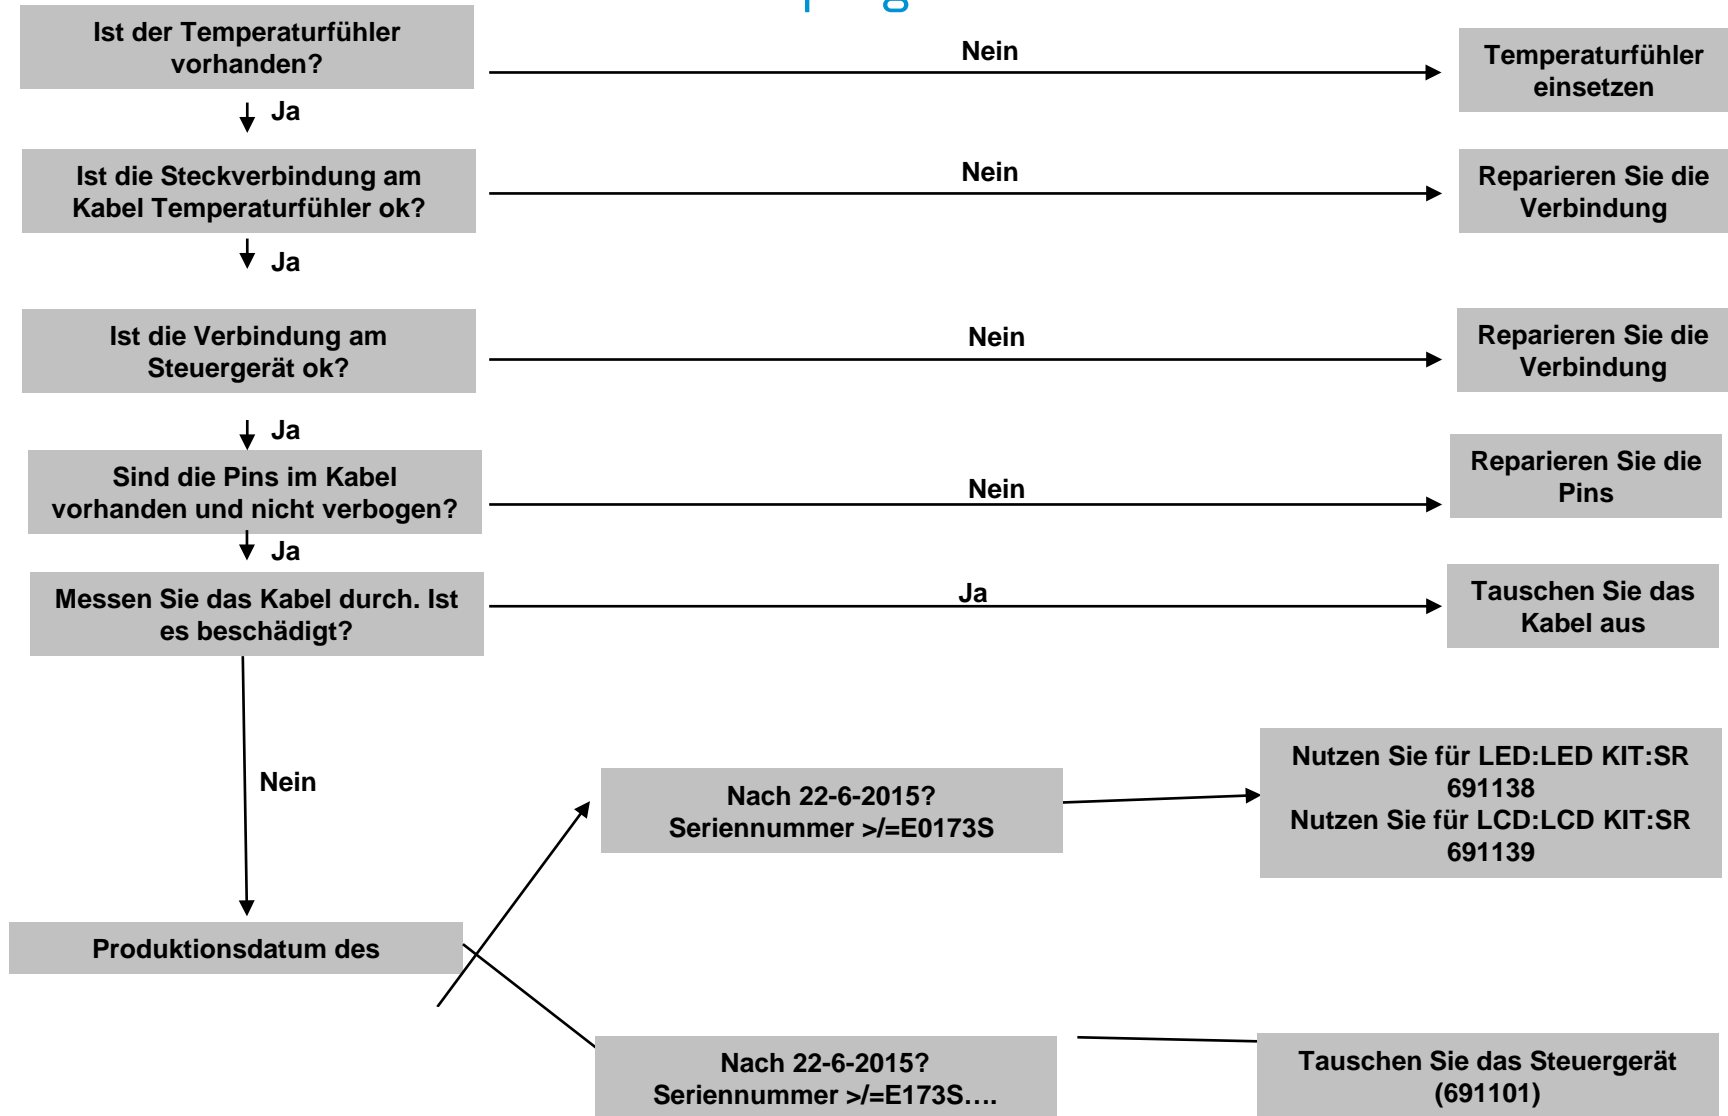 Ist der Temperaturfühler
vorhanden?
Nein
Temperaturfühler
einsetzen
Ja
Ist die Steckverbindung am
Kabel Temperaturfühler ok?
Nein
Reparieren Sie die
Verbindung
Ja
Ist die Verbindung am
Steuergerät ok?
Nein
Reparieren Sie die
Verbindung
Ja
Sind die Pins im Kabel
vorhanden und nicht verbogen?
Nein
Reparieren Sie die
Pins
Ja
Messen Sie das Kabel durch. Ist
es beschädigt?
Ja
Tauschen Sie das
Kabel aus
Nein
Nach 22-6-2015?
Seriennummer >/=E0173S
Nutzen Sie für LED:LED KIT:SR
691138
Nutzen Sie für LCD:LCD KIT:SR
691139
Produktionsdatum des
Nach 22-6-2015?
Seriennummer >/=E173S....
Tauschen Sie das Steuergerät
(691101)